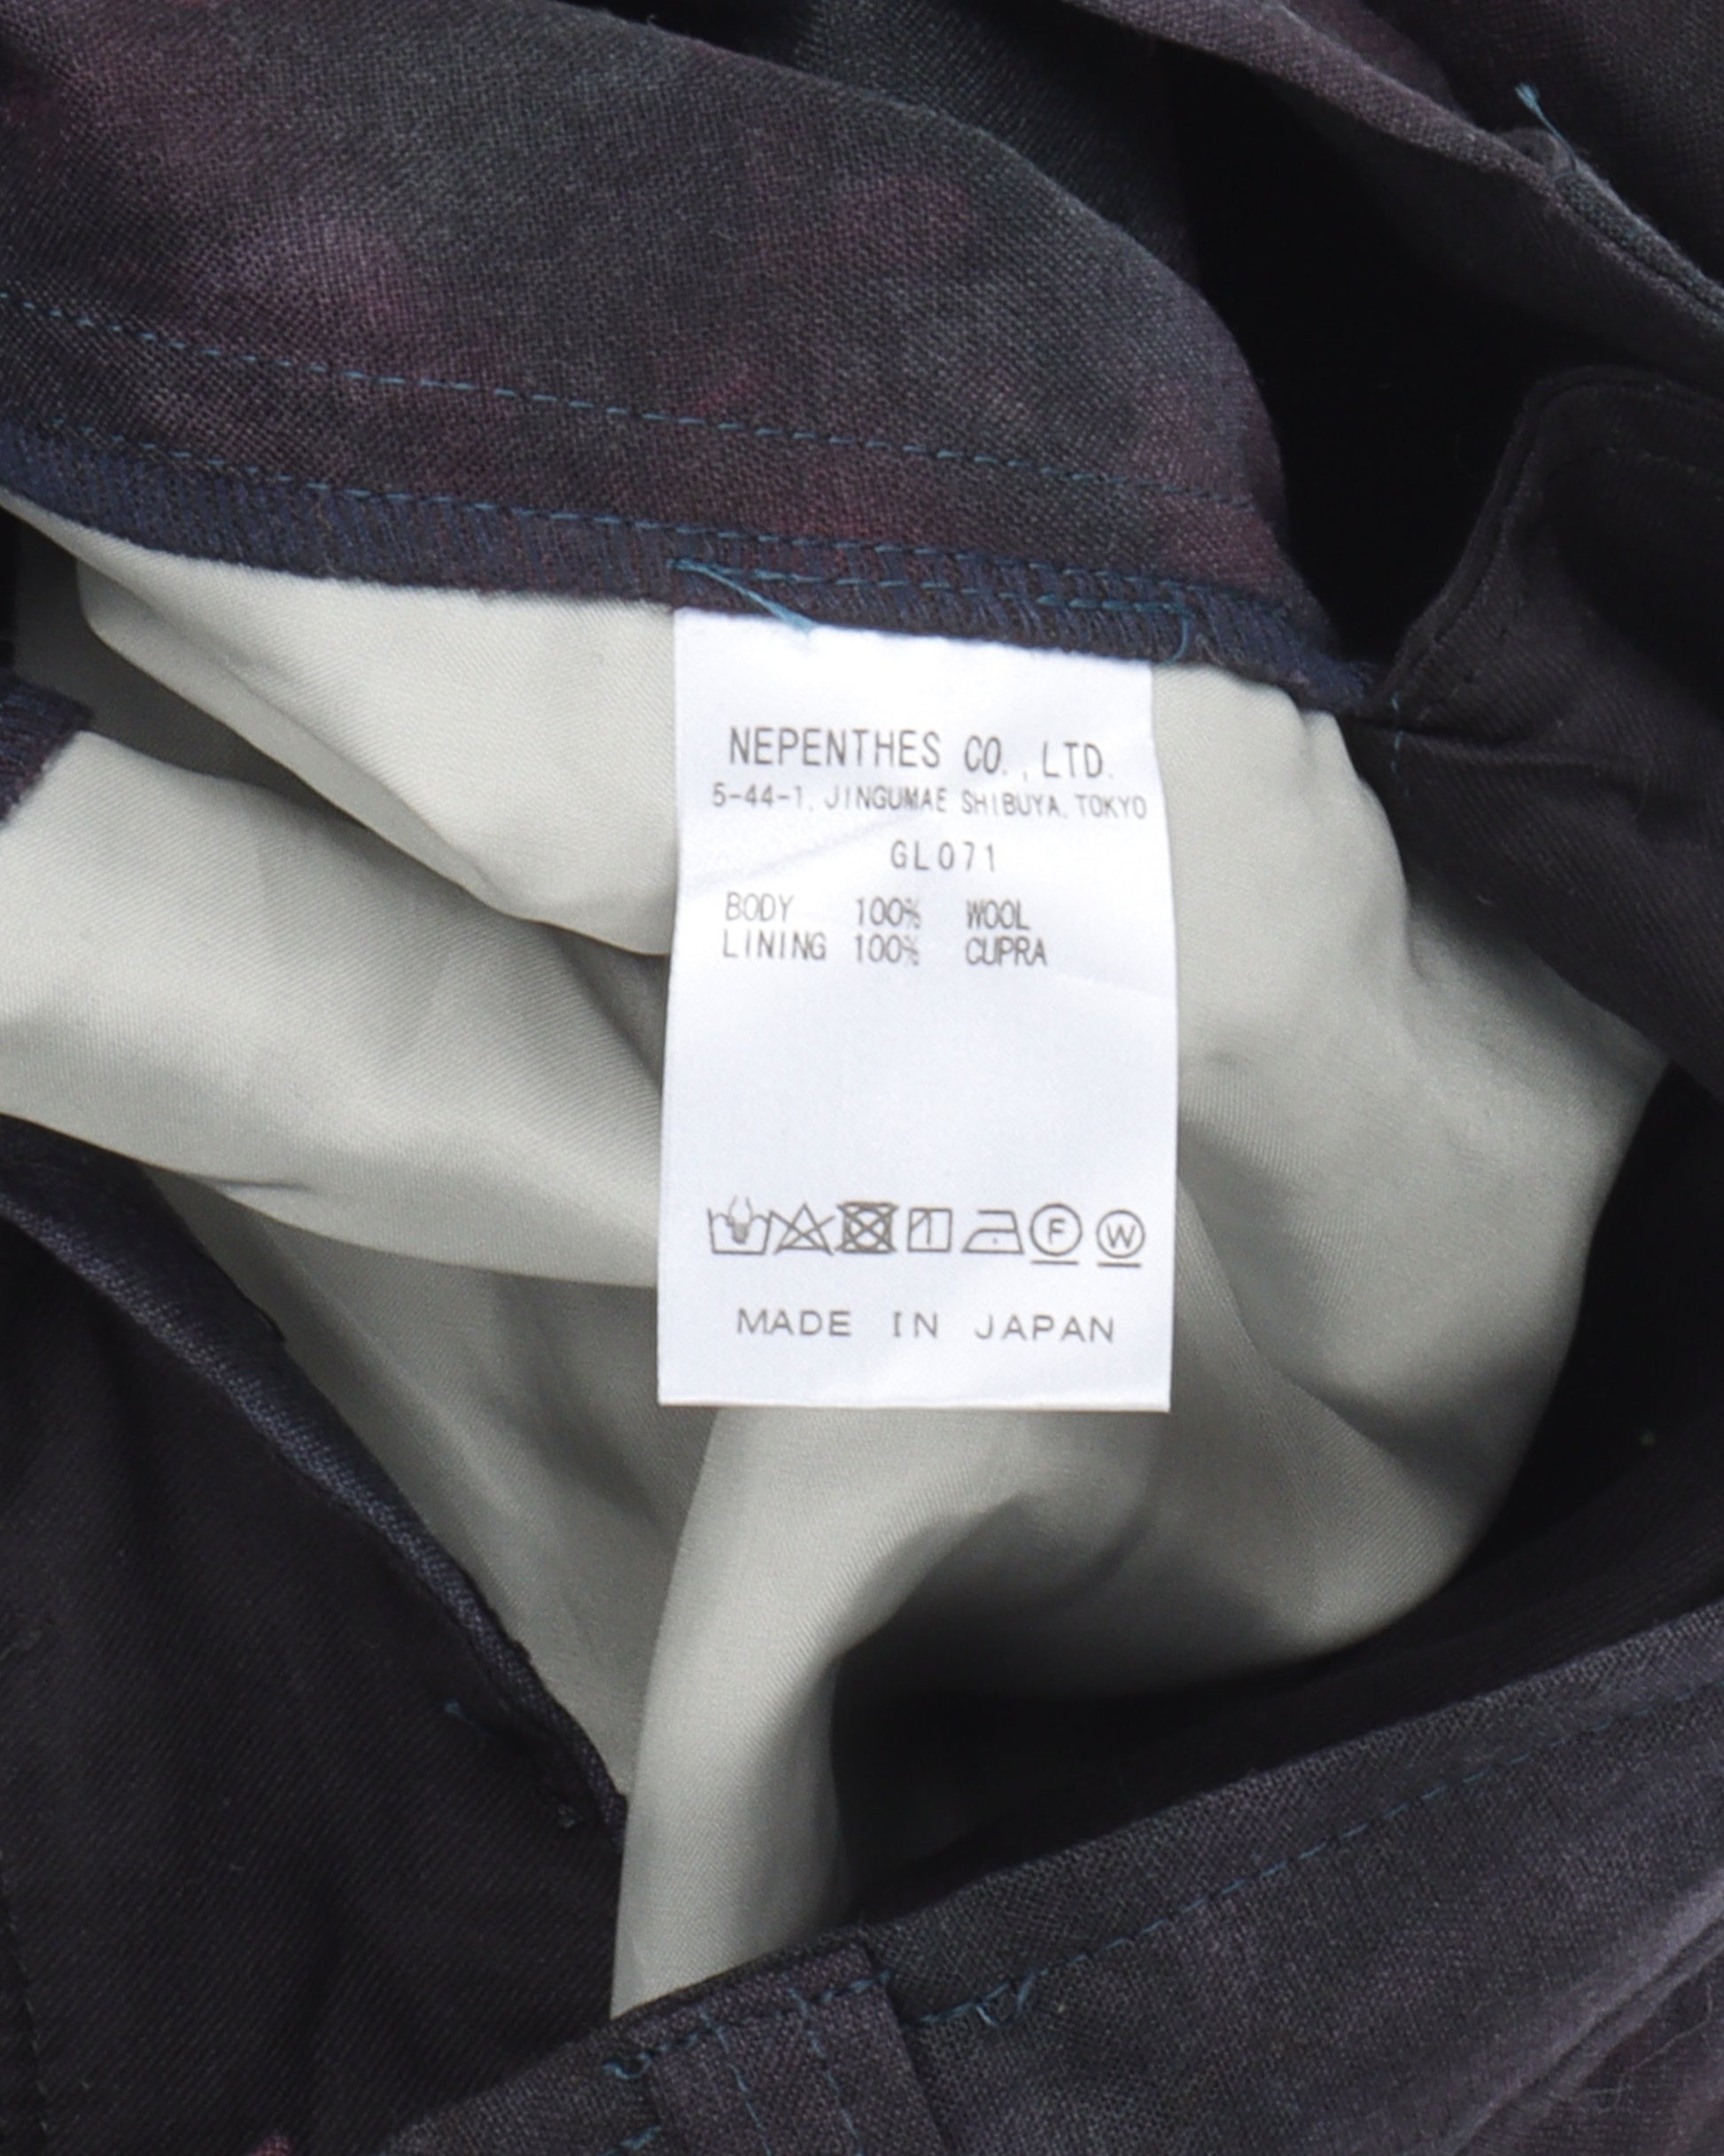 NEPENTHES CO.,LTD.
5-44-1, JINGUMAE SHIBUYA, TOKYO
GL071
BODY 100% WOOL
LINING 100% CUPRA
F W
MADE IN JAPAN